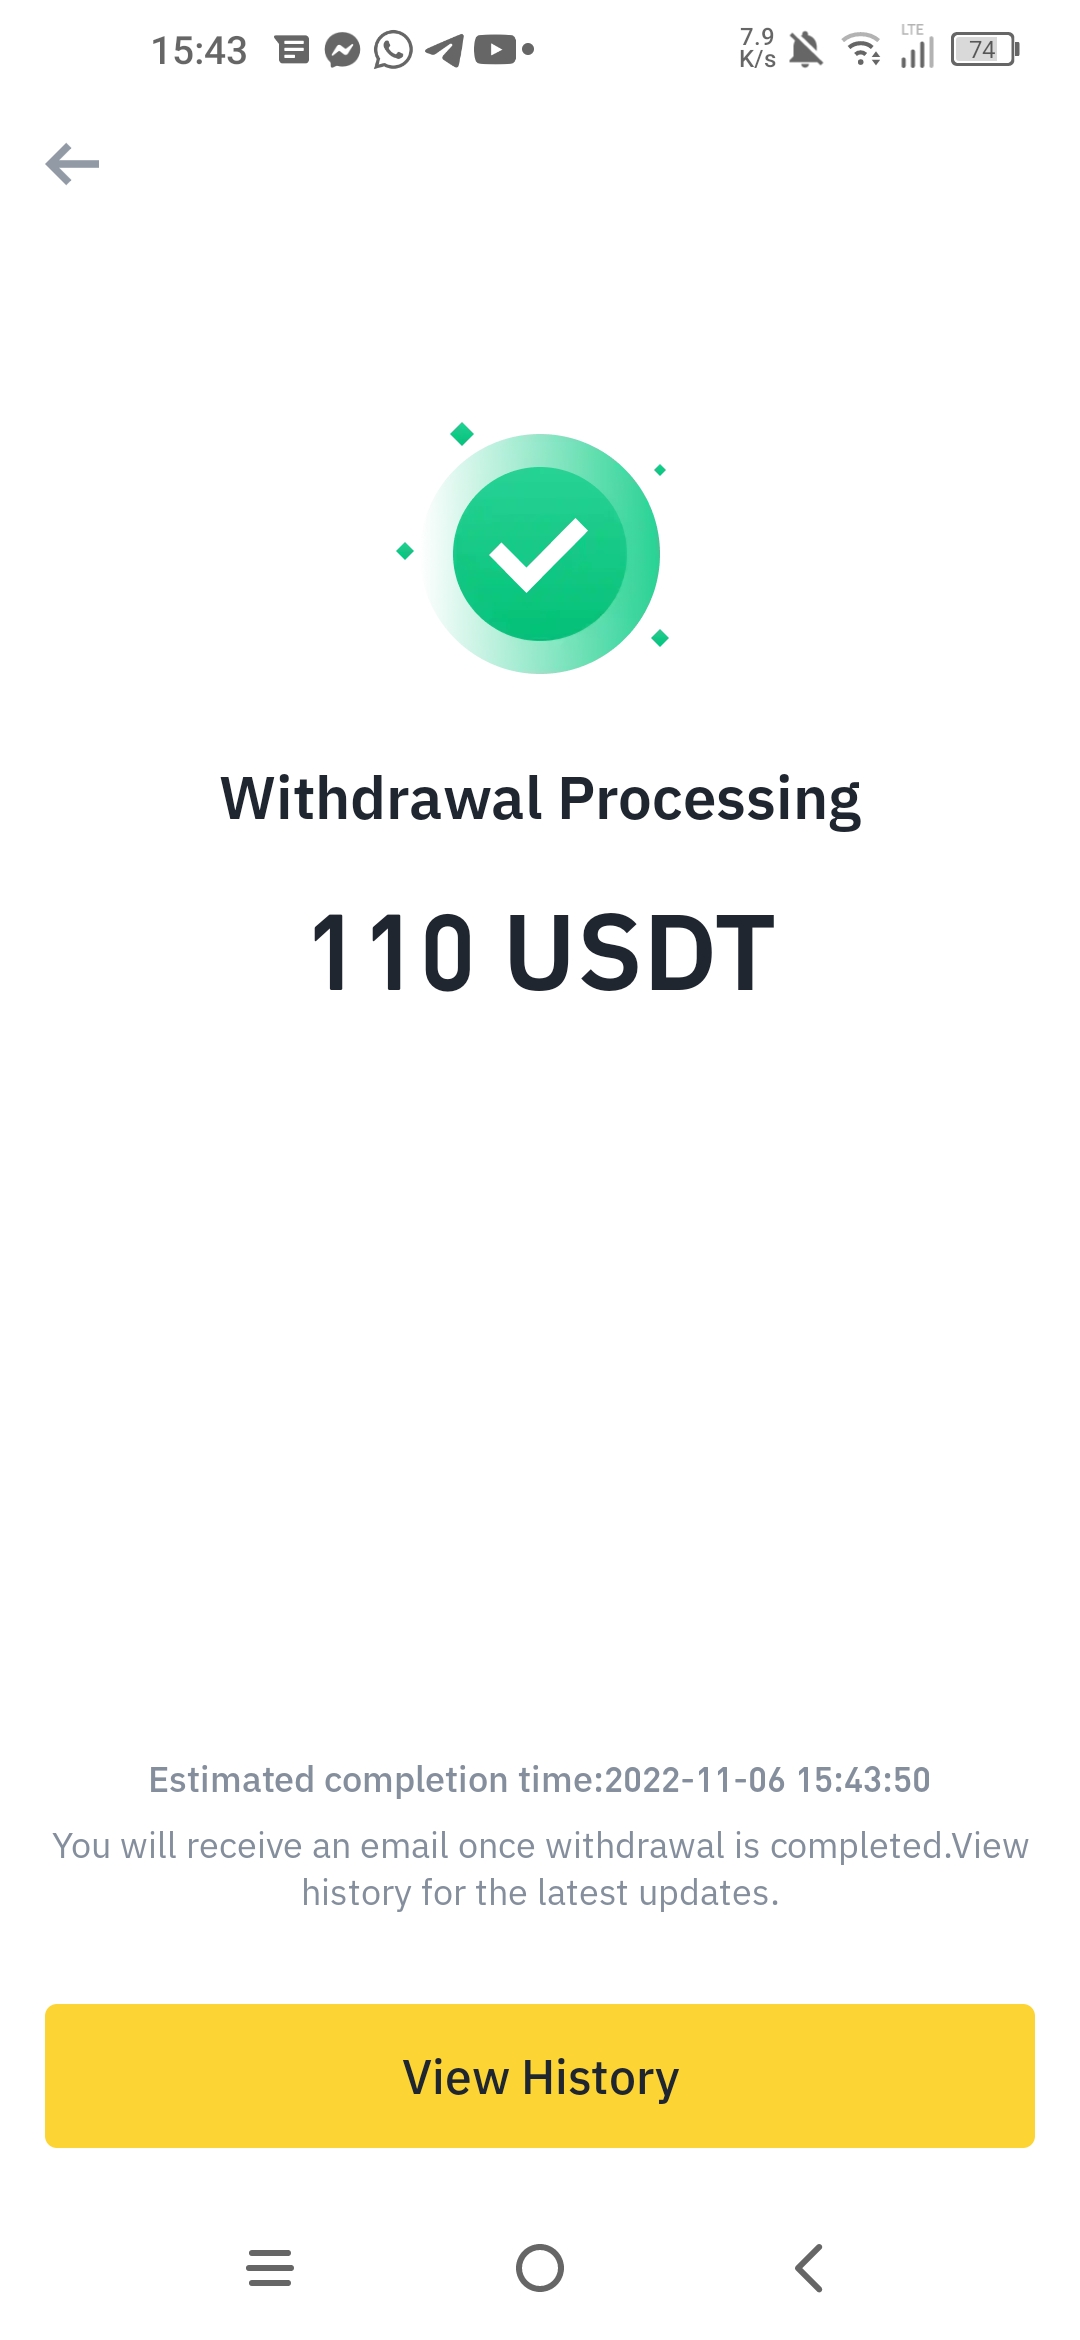 15:43
7.9
K/s
LTE
74
Withdrawal Processing
110 USDT
Estimated completion time:2022-11-06 15:43:50
You will receive an email once withdrawal is completed.View
history for the latest updates.
View History